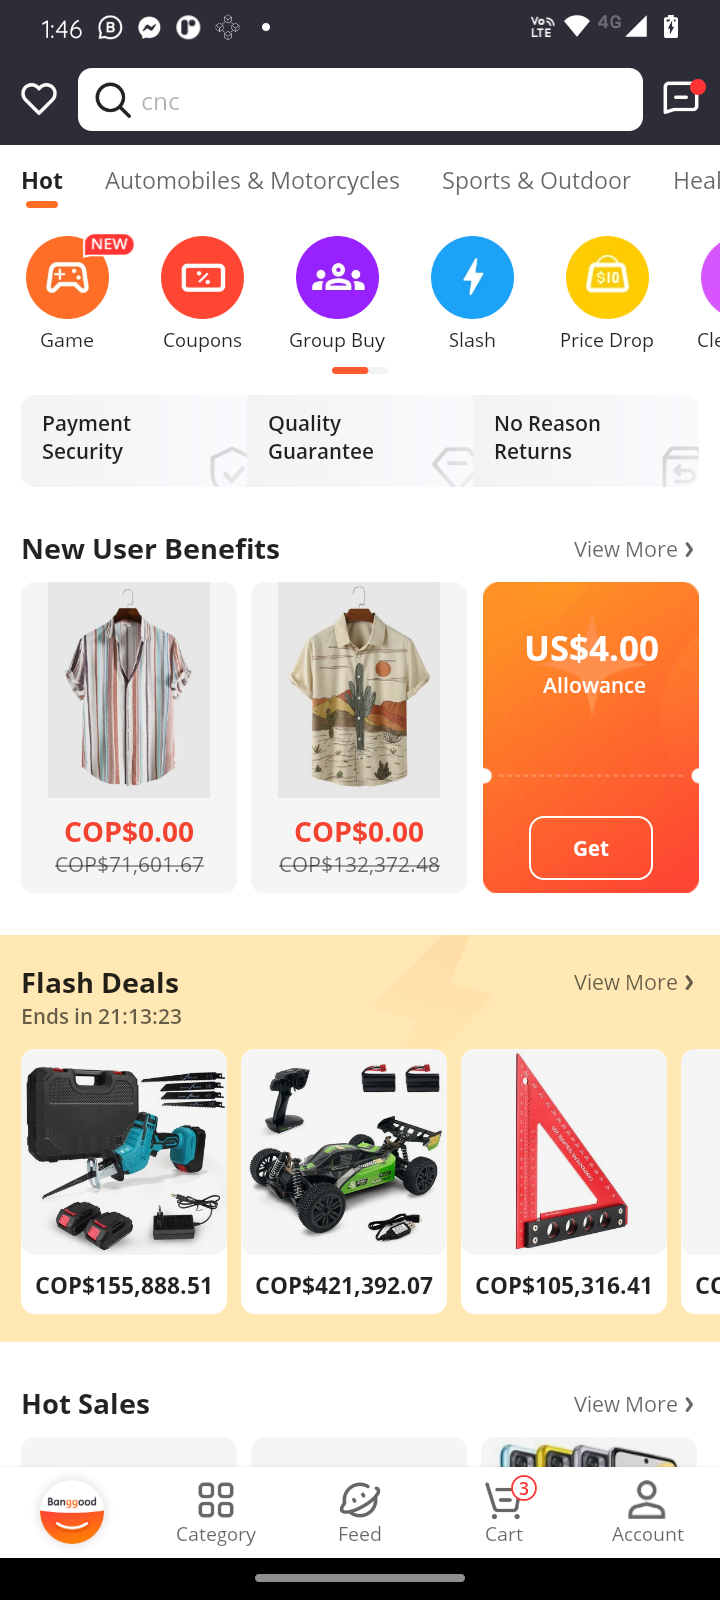 1:46
Vo)) LTE
4G
cnc
Hot
Automobiles & Motorcycles
Sports & Outdoor
Heal
NEW
Game
Coupons
Group Buy
Slash
$10
Price Drop
Cle
Payment
Security
Quality
Guarantee
No Reason
Returns
New User Benefits
View More
COP$0.00
COP$71,601.67
COP$0.00
COP$132,372.48
US$4.00
Allowance
Get
Flash Deals
View More
Ends in 21:13:23
COP$155,888.51
COP$421,392.07
COP$105,316.41
CO
Hot Sales
View More
Banggood
Category
Feed
3
Cart
Account